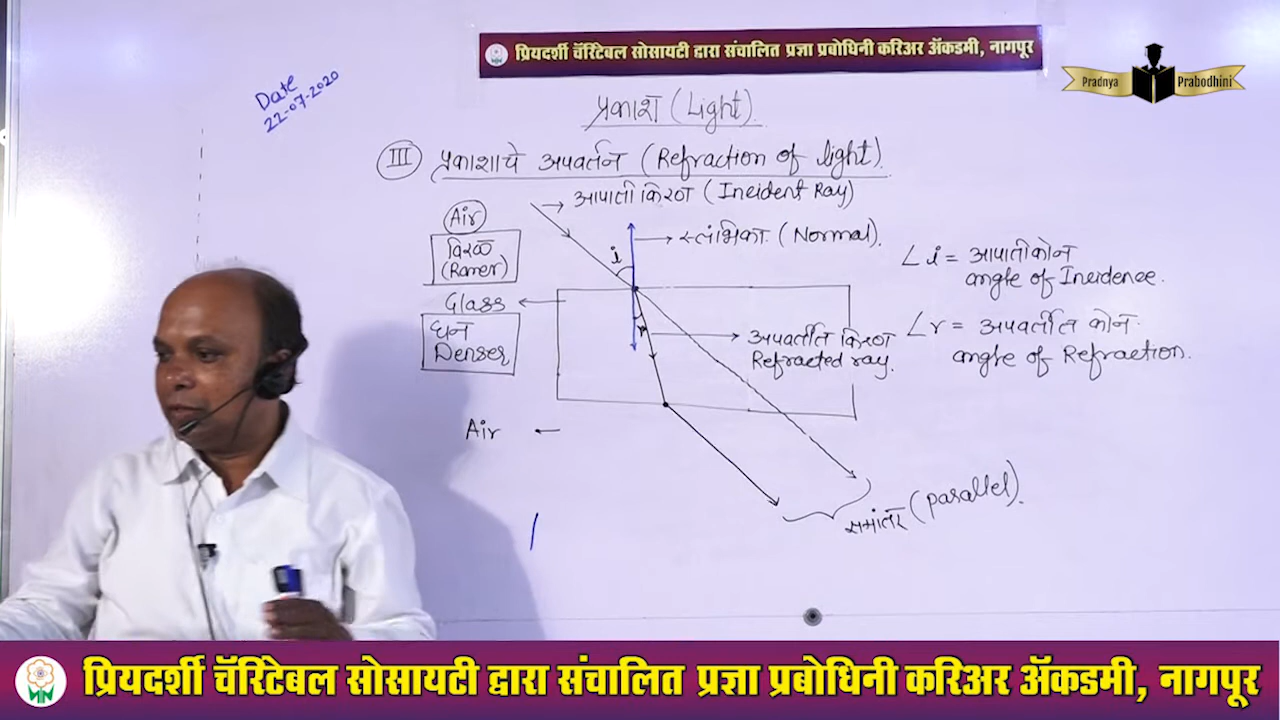 प्रियदर्शी चॅरिटेबल सोसायटी द्वारा संचालित प्रज्ञा प्रबोधिनी करिअर ॲकॅडमी, नागपूर
Pradnya Prabodhini
Date
22-07-2020
प्रकाश (Light).
III प्रकाशाचे अपवर्तन (Refraction of light).
आपाती किरण (Incident Ray)
Air
विरळ
(Rarer)
स्तंभिका (Normal).
i
∠i = आपाती कोन
angle of Incidence.
Glass
घन
Denser
r
अपवर्तीत किरण
Refracted ray.
∠r = अपवर्तीत कोन
angle of Refraction.
Air
समांतर (parallel).
प्रियदर्शी चॅरिटेबल सोसायटी द्वारा संचालित प्रज्ञा प्रबोधिनी करिअर ॲकडमी, नागपूर